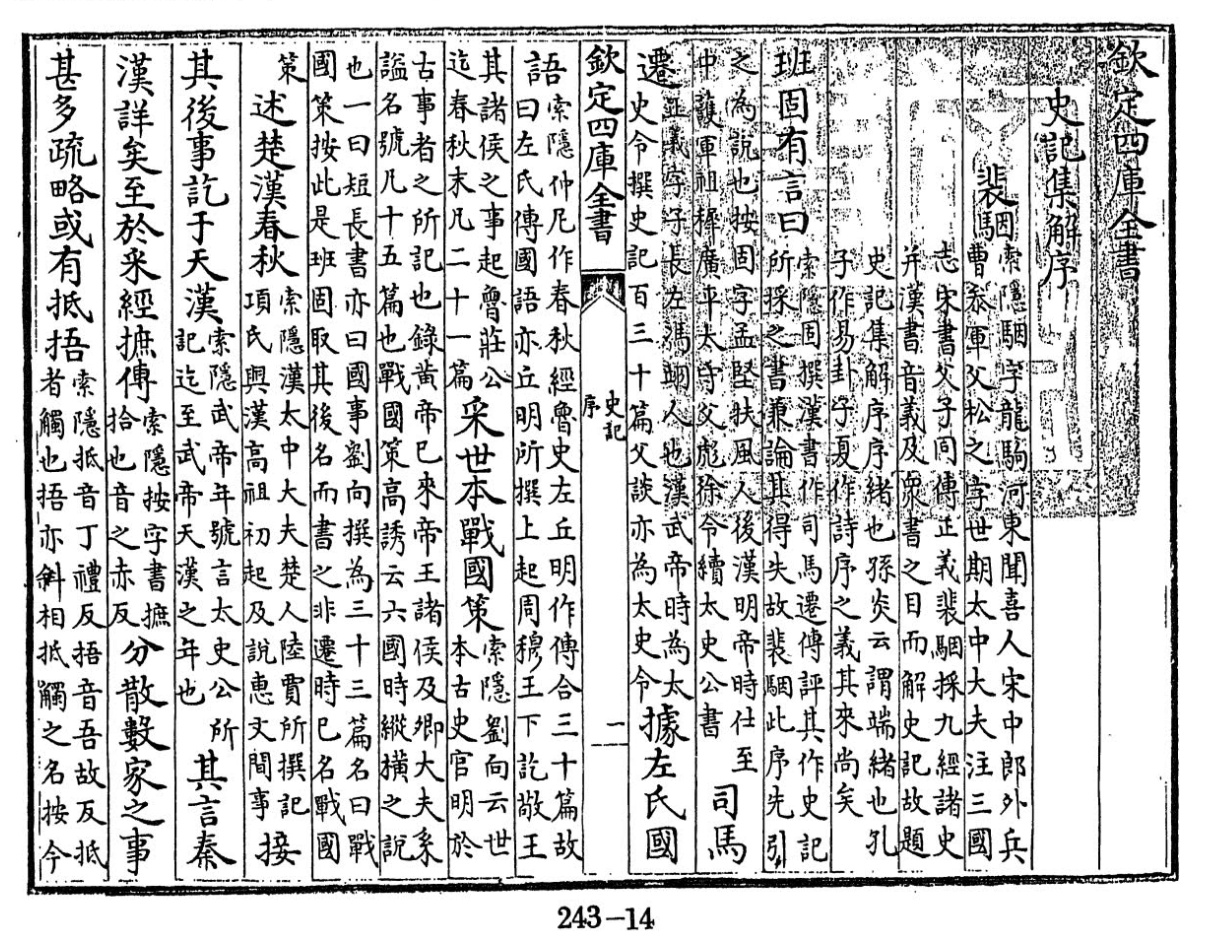 欽定四庫全書
史記集解序
裴駰索隱駰字龍駒河東聞喜人宋中郎外兵曹叅軍父松之字世期太中大夫注三國
志宋書父子同傳正義裴駰採九經諸史并漢書音義及衆書之目而解史記故題
史記集解序序緒也孫炎云謂端緒也孔子作易卦子夏作詩序之義其來尚矣
班固有言曰索隱固撰漢書作司馬遷傳評其作史記所採之書兼論其得失故裴駰此序先引
之為說也按固字孟堅扶風人後漢明帝時仕至中護軍祖穉廣平太守父彪徐令續太史公書司馬
遷正義字子長左馮翊人也漢武帝時為太史令撰史記百三十篇父談亦為太史令據左氏國
欽定四庫全書
史記
序
一
語索隱仲尼作春秋經魯史左丘明作傳合三十篇故曰左氏傳國語亦丘明所撰上起周穆王下訖敬王
其諸侯之事起魯莊公迄春秋末凡二十一篇采世本戰國策索隱劉向云世本古史官明於
古事者之所記也錄黄帝已來帝王諸侯及卿大夫系諡名號凡十五篇也戰國策高誘云六國時縱橫之說
也一曰短長書亦曰國事劉向撰為三十三篇名曰戰國策按此是班固取其後名而書之非遷時已名戰國
策述楚漢春秋索隱漢太中大夫楚人陸賈所撰記項氏與漢高祖初起及說惠文間事接
其後事訖于天漢索隱武帝年號言太史公所記迄至武帝天漢之年也其言秦
漢詳矣至於采經摭傳索隱按字書摭拾也音之赤反分散數家之事
甚多疏略或有抵捂索隱抵音丁禮反捂音吾故反抵者觸也捂亦斜相抵觸之名按今
243-14